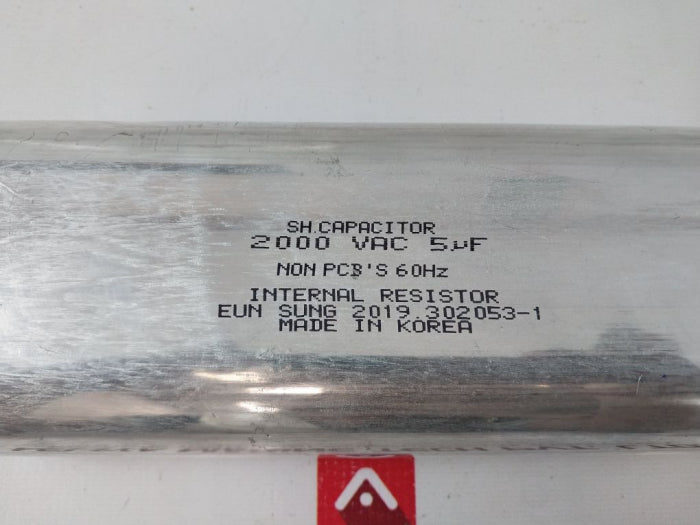 SH.CAPACITOR
2000 VAC 5µF
NON PCB'S 60Hz
INTERNAL RESISTOR
EUN SUNG 2019.302053-1
MADE IN KOREA